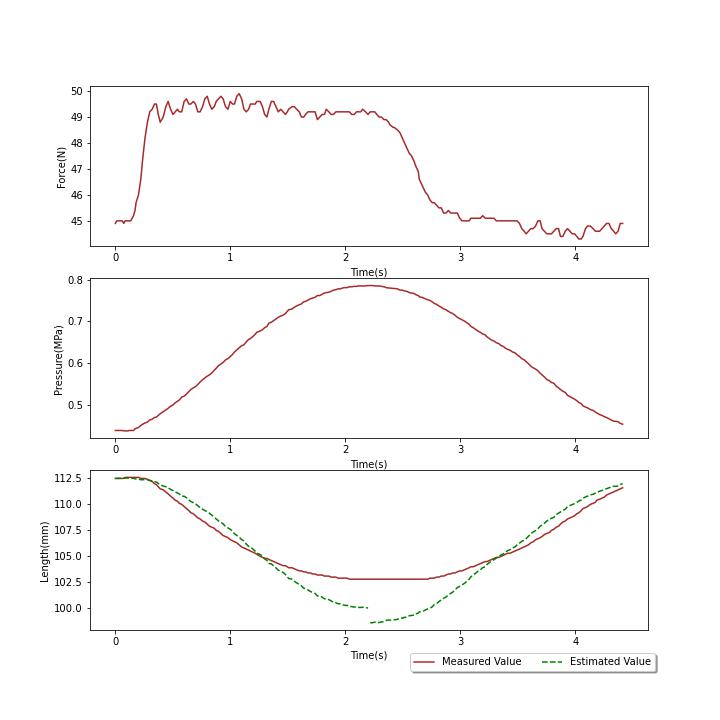 50
49
48
47
46
45
Force(N)
0 1 2 3 4
Time(s)
0.8
0.7
0.6
0.5
Pressure(MPa)
0 1 2 3 4
Time(s)
112.5
110.0
107.5
105.0
102.5
100.0
Length(mm)
0 1 2 3 4
Time(s)
Measured Value Estimated Value